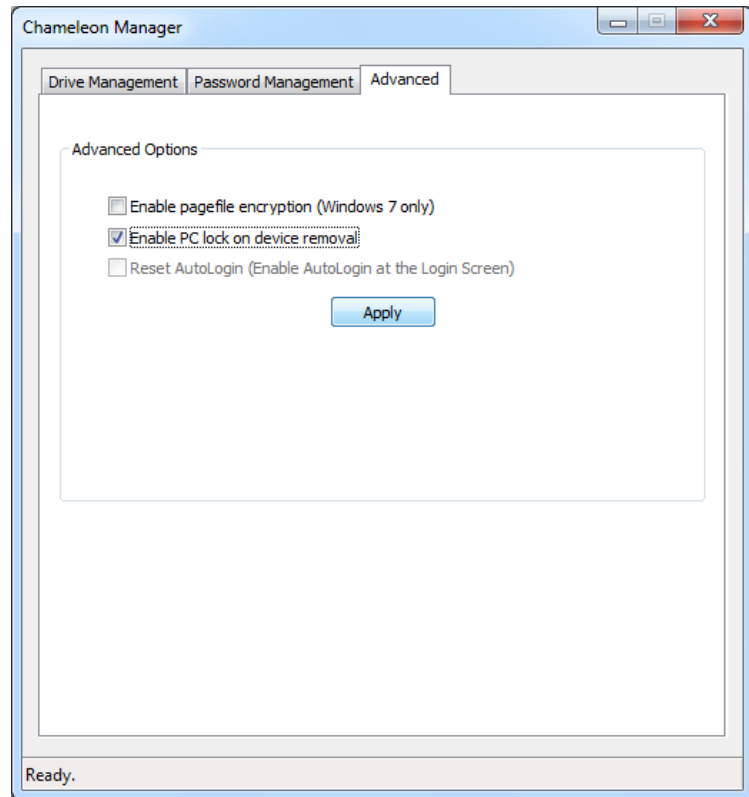 Chameleon Manager
Drive Management Password Management Advanced
Advanced Options
Enable pagefile encryption (Windows 7 only)
Enable PC lock on device removal
Reset AutoLogin (Enable AutoLogin at the Login Screen)
Apply
Ready.